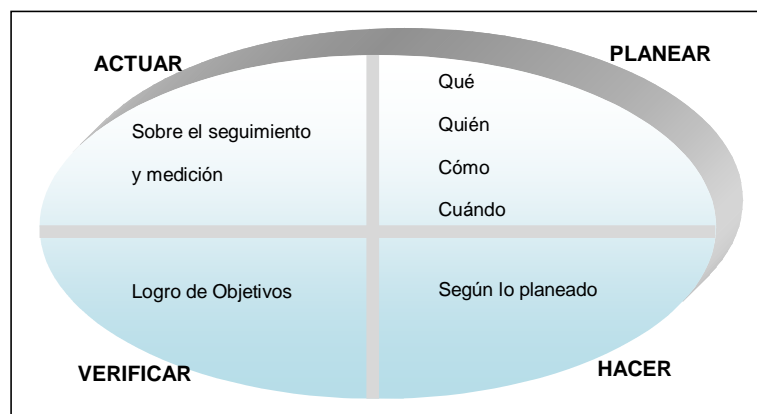 ACTUAR
PLANEAR
Sobre el seguimiento
y medición
Qué
Quién
Cómo
Cuándo
Logro de Objetivos
Según lo planeado
VERIFICAR
HACER